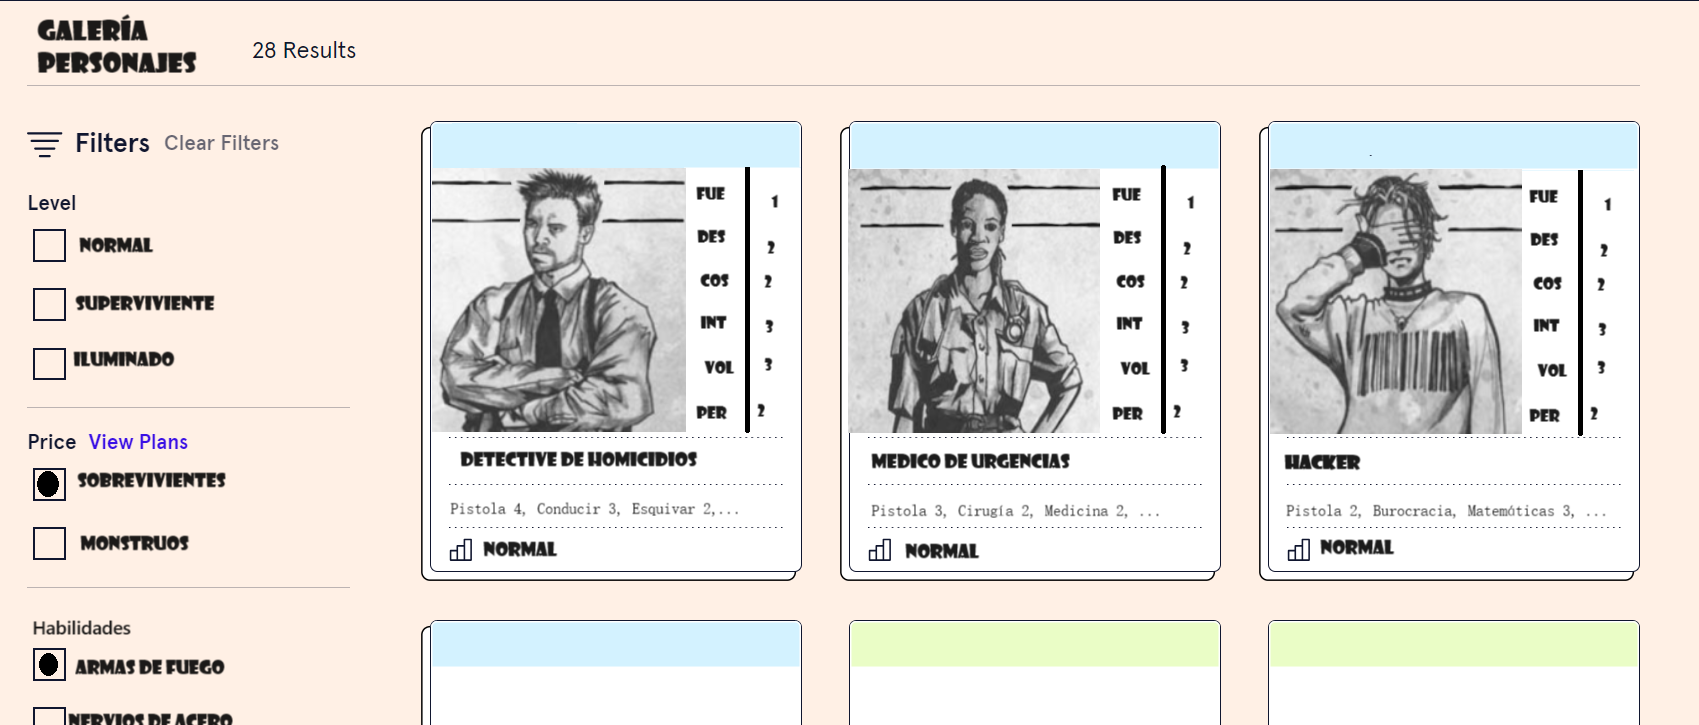 GALERÍA
PERSONAJES
28 Results
Filters Clear Filters
Level
NORMAL
SUPERVIVIENTE
ILUMINADO
Price View Plans
SOBREVIVIENTES
MONSTRUOS
Habilidades
ARMAS DE FUEGO
NERVIOS DE ACERO
FUE 1
DES 2
COS 2
INT 3
VOL 3
PER 2
DETECTIVE DE HOMICIDIOS
Pistola 4, Conducir 3, Esquivar 2,...
NORMAL
FUE 1
DES 2
COS 2
INT 3
VOL 3
PER 2
MEDICO DE URGENCIAS
Pistola 3, Cirugía 2, Medicina 2, ...
NORMAL
FUE 1
DES 2
COS 2
INT 3
VOL 3
PER 2
HACKER
Pistola 2, Burocracia, Matemóticas 3, ...
NORMAL